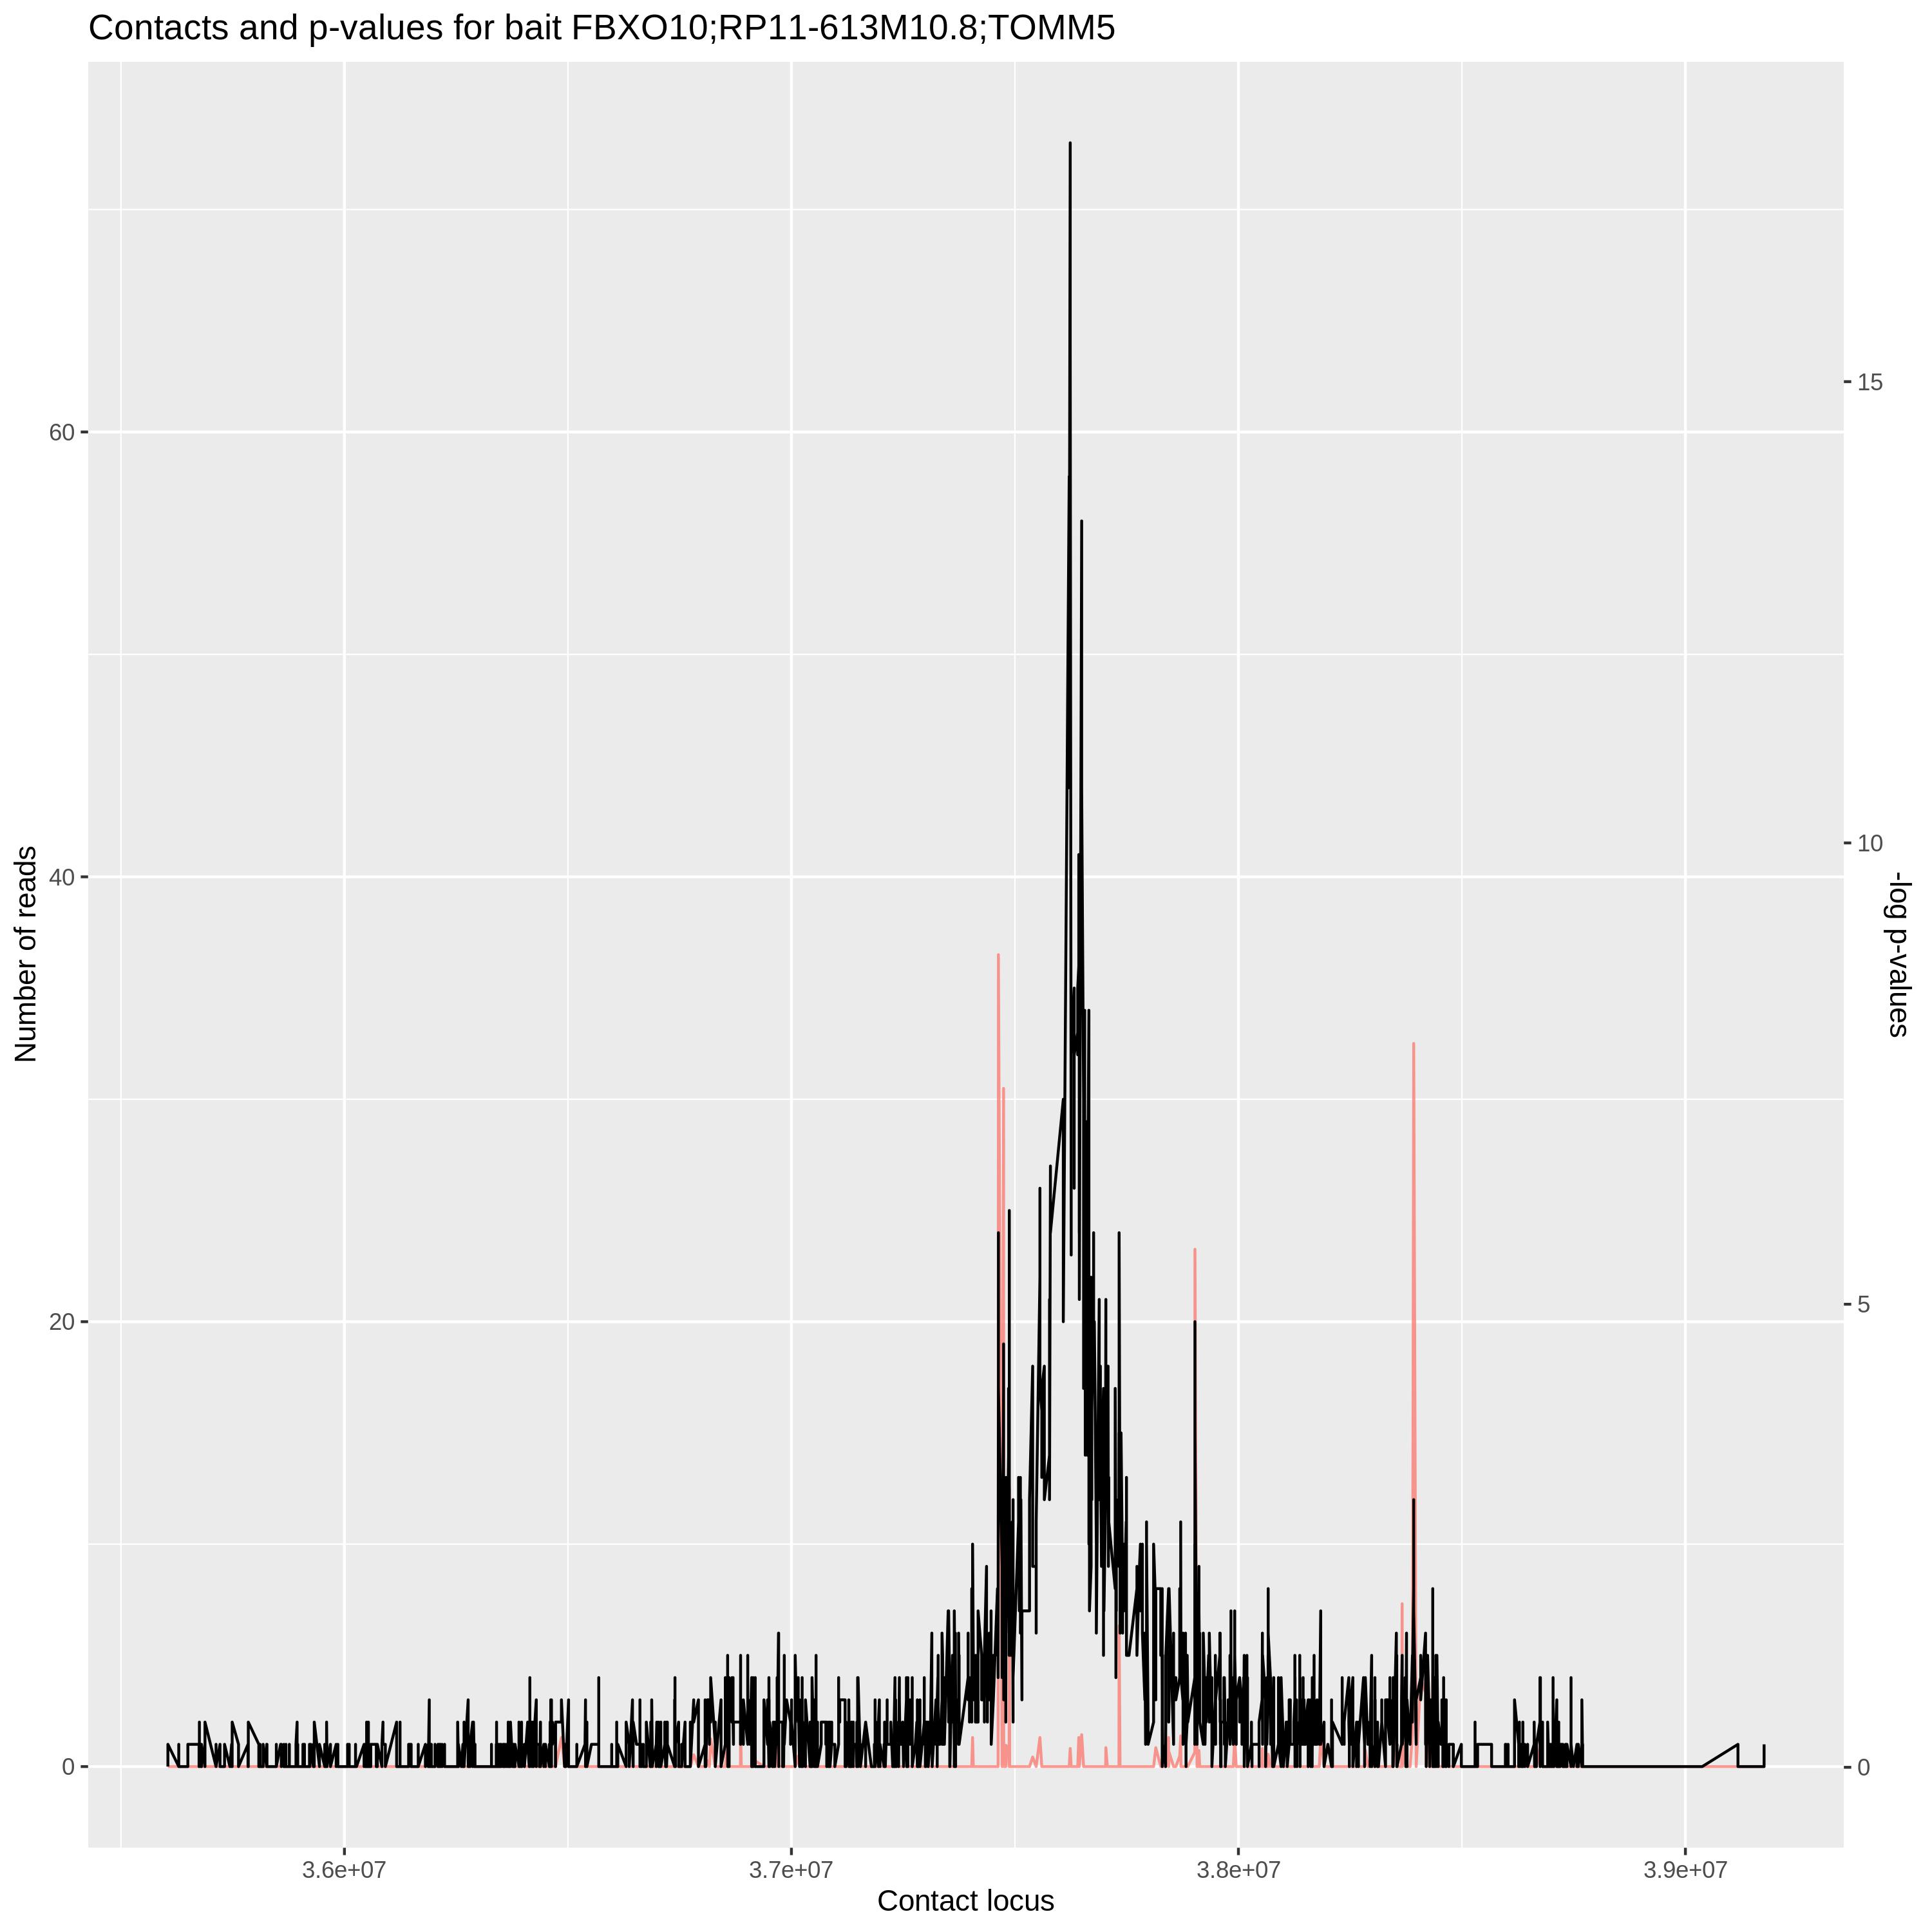 Contacts and p-values for bait FBXO10;RP11-613M10.8;TOMM5
Number of reads
60
40
20
0
15
10
5
0
-log p-values
3.6e+07
3.7e+07
3.8e+07
3.9e+07
Contact locus